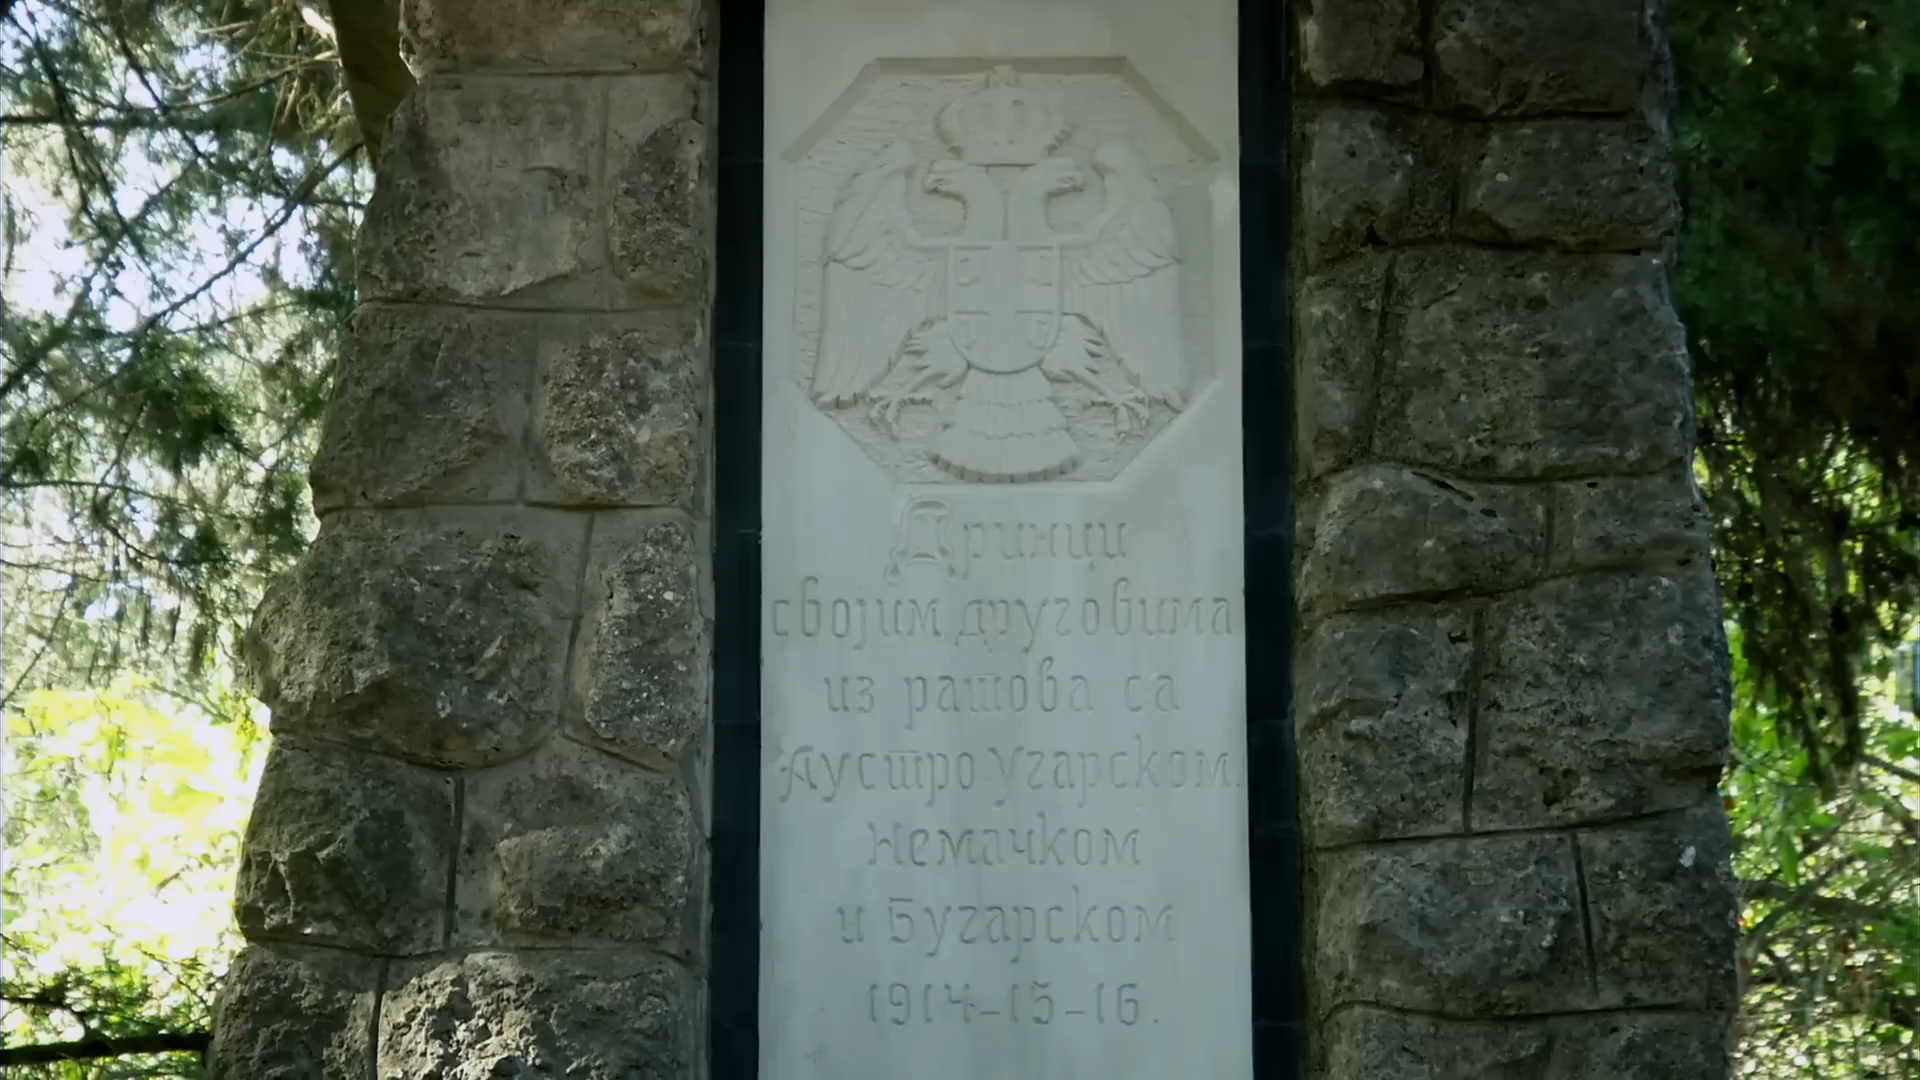 Дринци
својим друговима
из ратова са
Аустро Угарском.
Немачком
и Бугарском
1914-15-16.